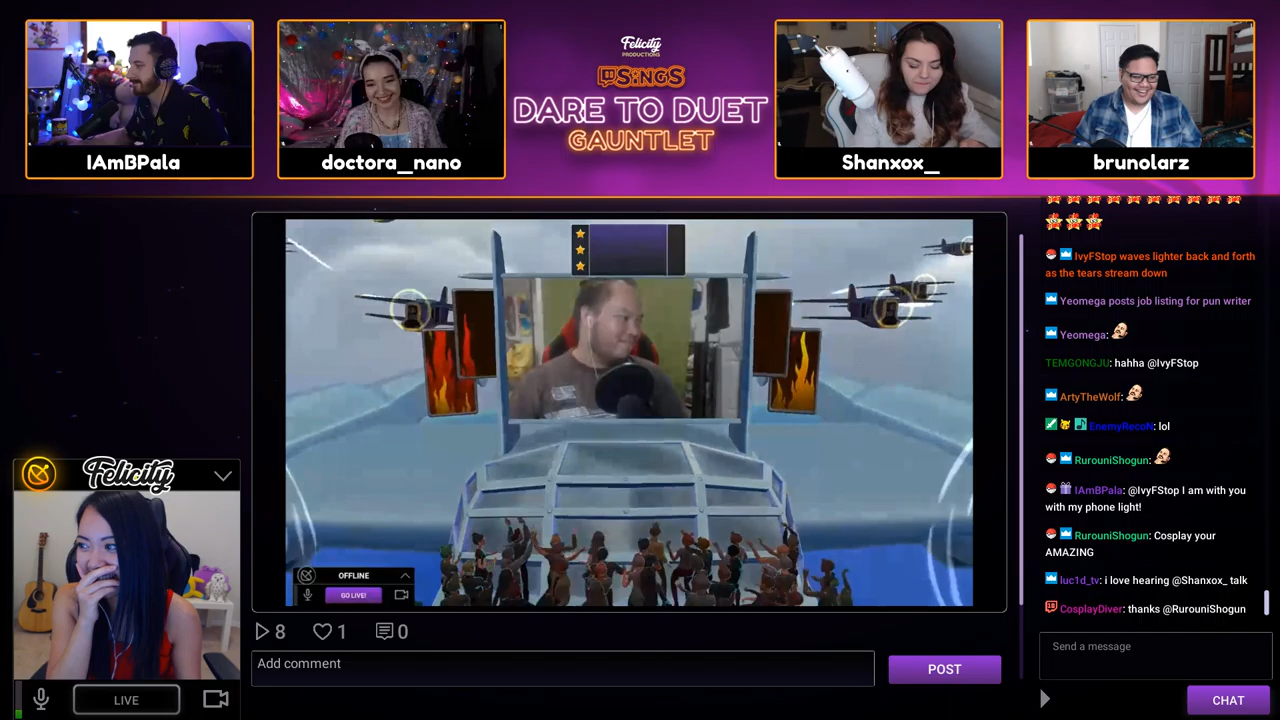 Felicity
PRODUCTIONS
SINGS
DARE TO DUET
GAUNTLET
IAmBPala
doctora__nano
Shanxox_
brunolarz
IvyFStop waves lighter back and forth
as the tears stream down
Yeomega posts job listing for pun writer
Yeomega:
TEMGONGJU: hahha @IvyFStop
ArtyTheWolf:
EnemyRecoN: lol
RurouniShogun:
IAmBPala: @IvyFStop I am with you
with my phone light!
RurouniShogun: Cosplay your
AMAZING
luc1d_tv: i love hearing @Shanxox_ talk
CosplayDiver: thanks @RurouniShogun
Send a message
CHAT
OFFLINE
GO LIVE!
8
1
0
Add comment
POST
Felicity
LIVE